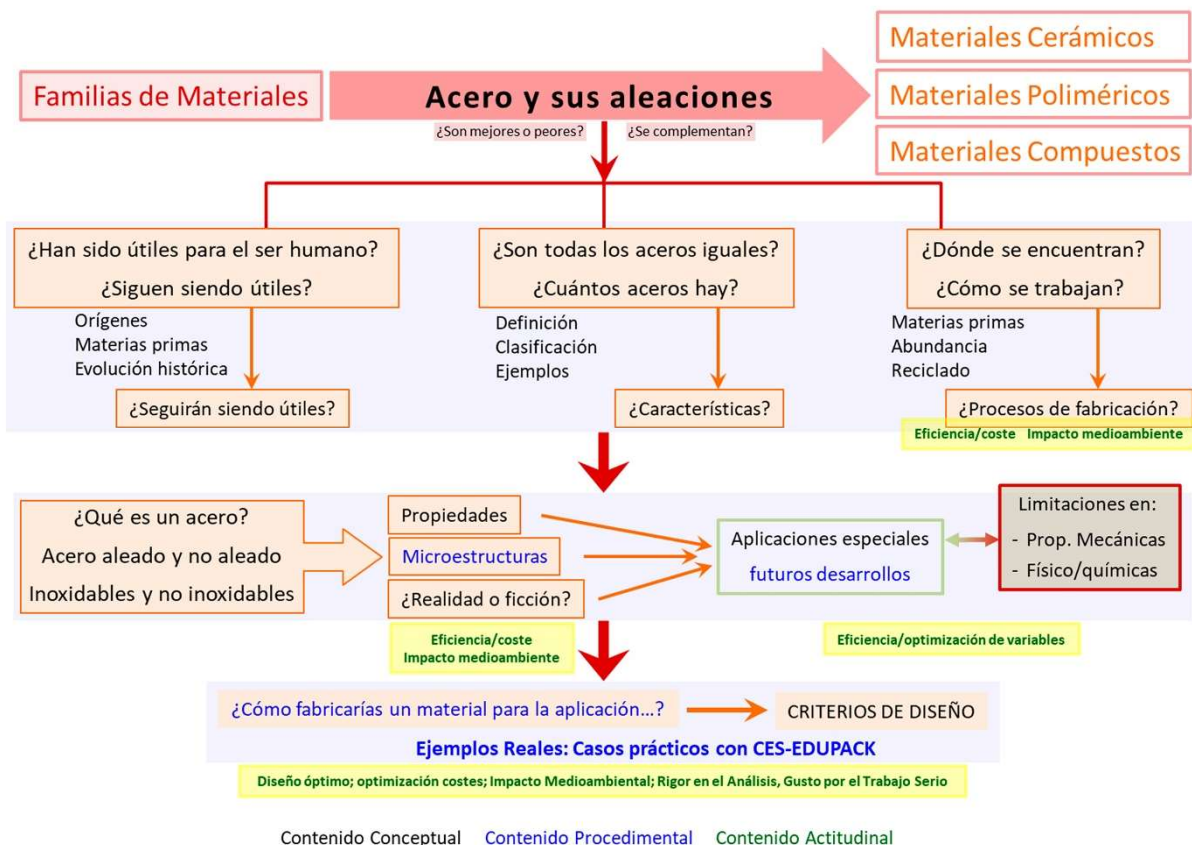 Familias de Materiales
Acero y sus aleaciones
¿Son mejores o peores?
¿Se complementan?
Materiales Cerámicos
Materiales Poliméricos
Materiales Compuestos
¿Han sido útiles para el ser humano?
¿Siguen siendo útiles?
Orígenes
Materias primas
Evolución histórica
¿Seguirán siendo útiles?
¿Son todas los aceros iguales?
¿Cuántos aceros hay?
Definición
Clasificación
Ejemplos
¿Características?
¿Dónde se encuentran?
¿Cómo se trabajan?
Materias primas
Abundancia
Reciclado
¿Procesos de fabricación?
Eficiencia/coste Impacto medioambiente
¿Qué es un acero?
Acero aleado y no aleado
Inoxidables y no inoxidables
Propiedades
Microestructuras
¿Realidad o ficción?
Eficiencia/coste
Impacto medioambiente
Aplicaciones especiales
futuros desarrollos
Limitaciones en:
- Prop. Mecánicas
- Físico/químicas
Eficiencia/optimización de variables
¿Cómo fabricarías un material para la aplicación...?
CRITERIOS DE DISEÑO
Ejemplos Reales: Casos prácticos con CES-EDUPACK
Diseño óptimo; optimización costes; Impacto Medioambiental; Rigor en el Análisis, Gusto por el Trabajo Serio
Contenido Conceptual Contenido Procedimental Contenido Actitudinal